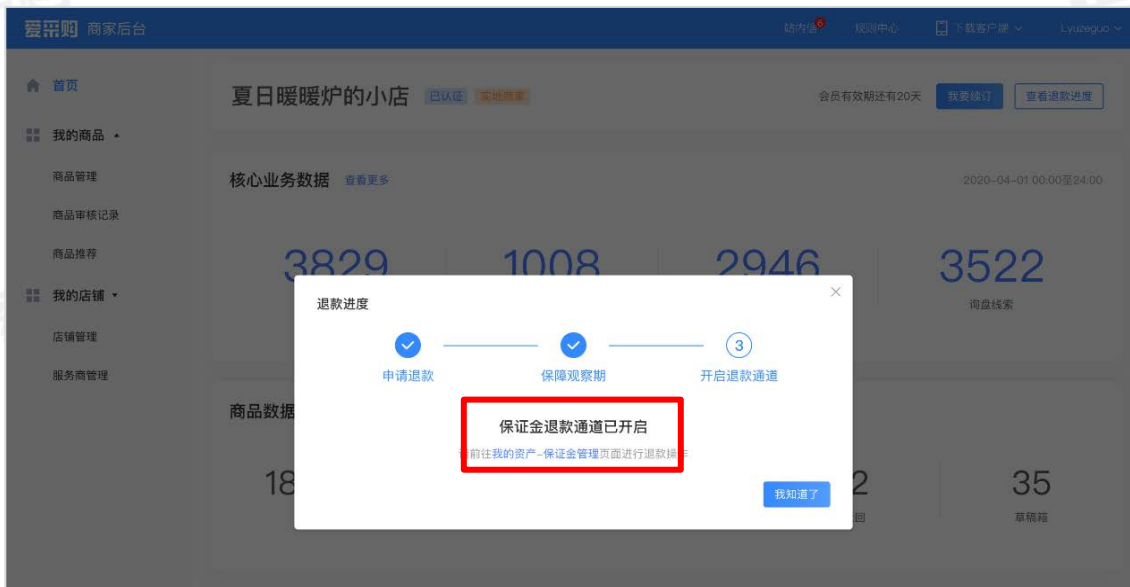 爱采购 商家后台
站内信 6 规则中心 下载客户端 Lyuzeguo
首页
夏日暖暖炉的小店 已认证 实地商家
会员有效期还有20天 我要续订 查看退款进度
我的商品
商品管理
核心业务数据 查看更多
2020-04-01 00:00至24:00
商品审核记录
商品推荐
3829 1008 2946 3522
我的店铺
退款进度
询盘线索
店铺管理
3
申请退款 保障观察期 开启退款通道
服务商管理
商品数据
保证金退款通道已开启
前往我的资产-保证金管理页面进行退款操作
18
我知道了
2 35
回
草稿箱